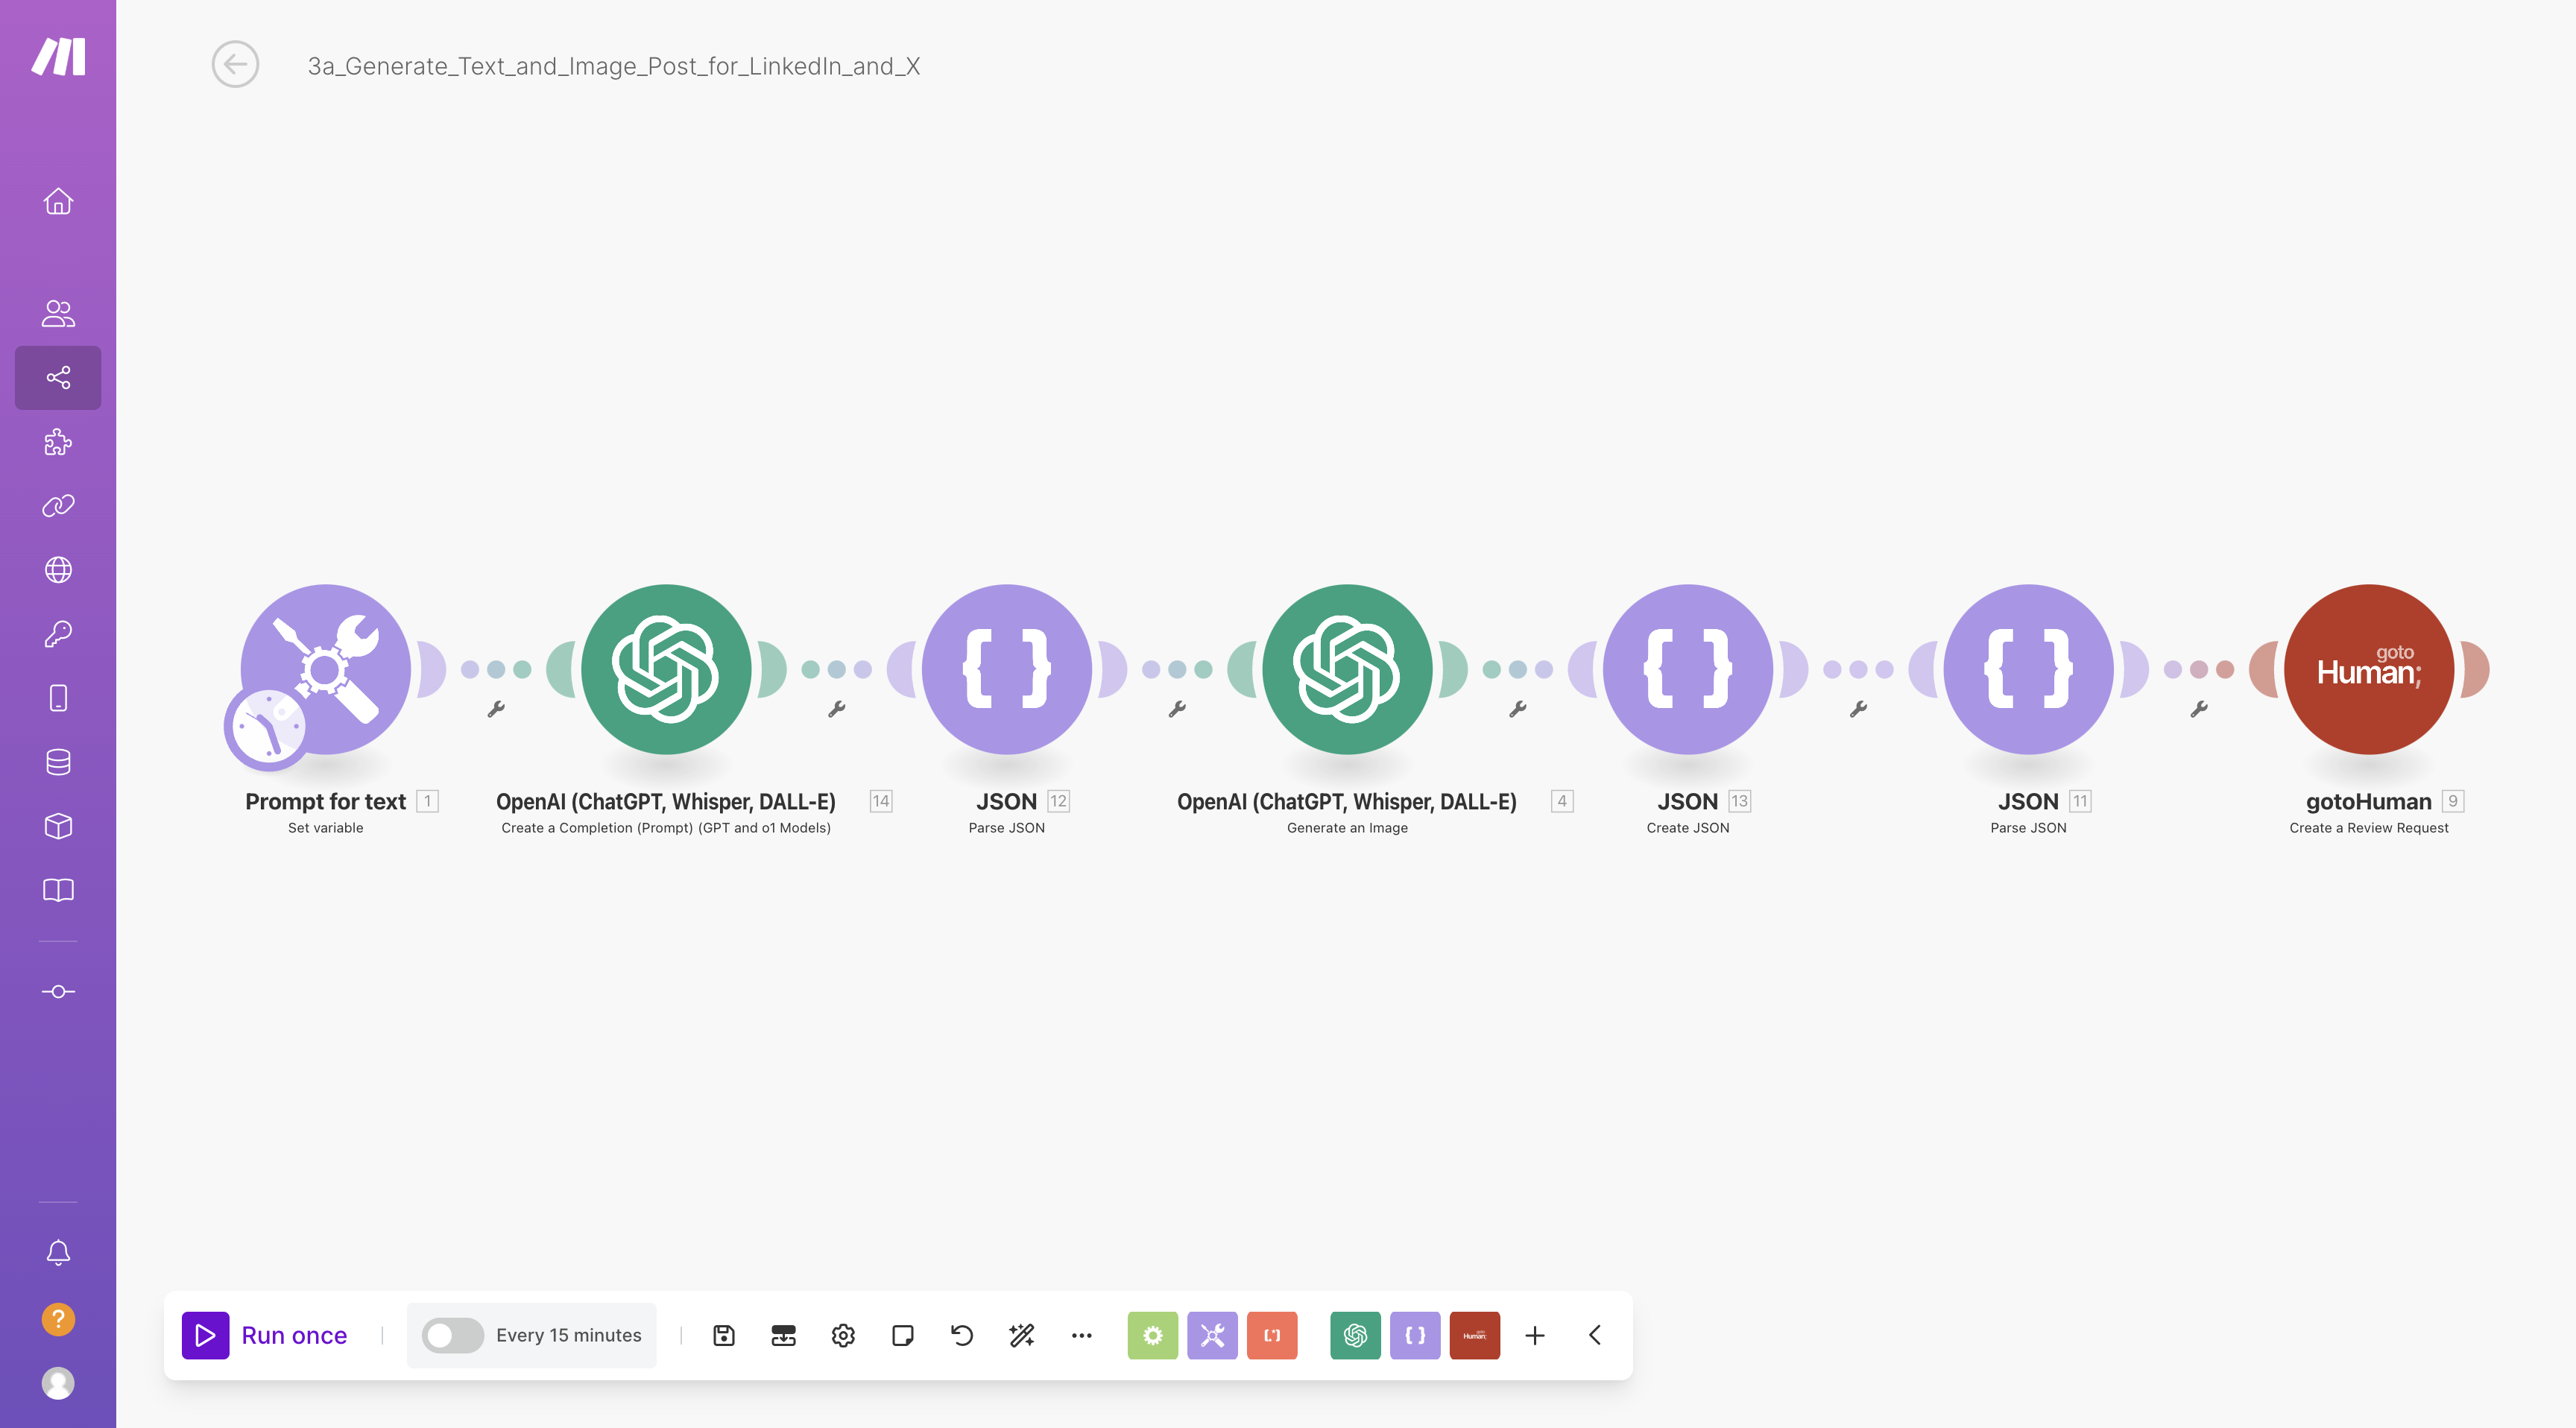 3a_Generate_Text_and_Image_Post_for_LinkedIn_and_X
goto
Human;
Prompt for text 1
Set variable
OpenAI (ChatGPT, Whisper, DALL-E) 14
Create a Completion (Prompt) (GPT and o1 Models)
JSON 12
Parse JSON
OpenAI (ChatGPT, Whisper, DALL-E) 4
Generate an Image
JSON 13
Create JSON
JSON 11
Parse JSON
gotoHuman 9
Create a Review Request
?
Run once
Every 15 minutes
goto
Human;